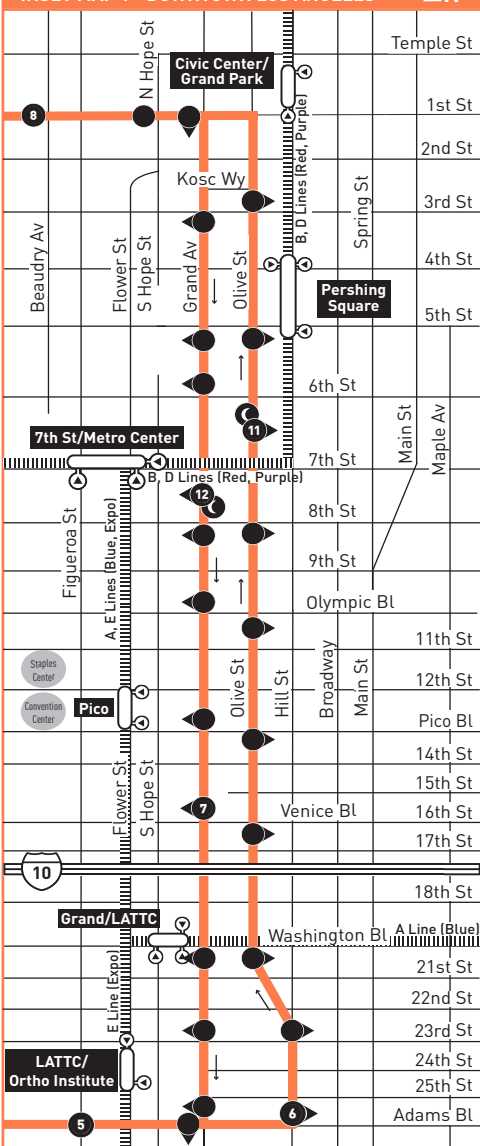 Temple St
N Hope St
Civic Center/
Grand Park
8
1st St
B, D Lines (Red, Purple)
2nd St
Kosc Wy
Spring St
3rd St
Beaudry Av
Flower St
S Hope St
Grand Av
Olive St
4th St
Pershing
Square
5th St
6th St
11
Main St
Maple Av
7th St/Metro Center
7th St
B, D Lines (Red, Purple)
12
8th St
Figueroa St
A, E Lines (Blue, Expo)
9th St
Olympic Bl
11th St
Staples
Center
12th St
Olive St
Hill St
Broadway
Main St
Convention
Center
Pico
Pico Bl
14th St
15th St
Flower St
S Hope St
7
Venice Bl
16th St
17th St
10
18th St
Grand/LATTC
Washington Bl
A Line (Blue)
21st St
E Line (Expo)
22nd St
23rd St
LATTC/
Ortho Institute
24th St
25th St
5
6
Adams Bl